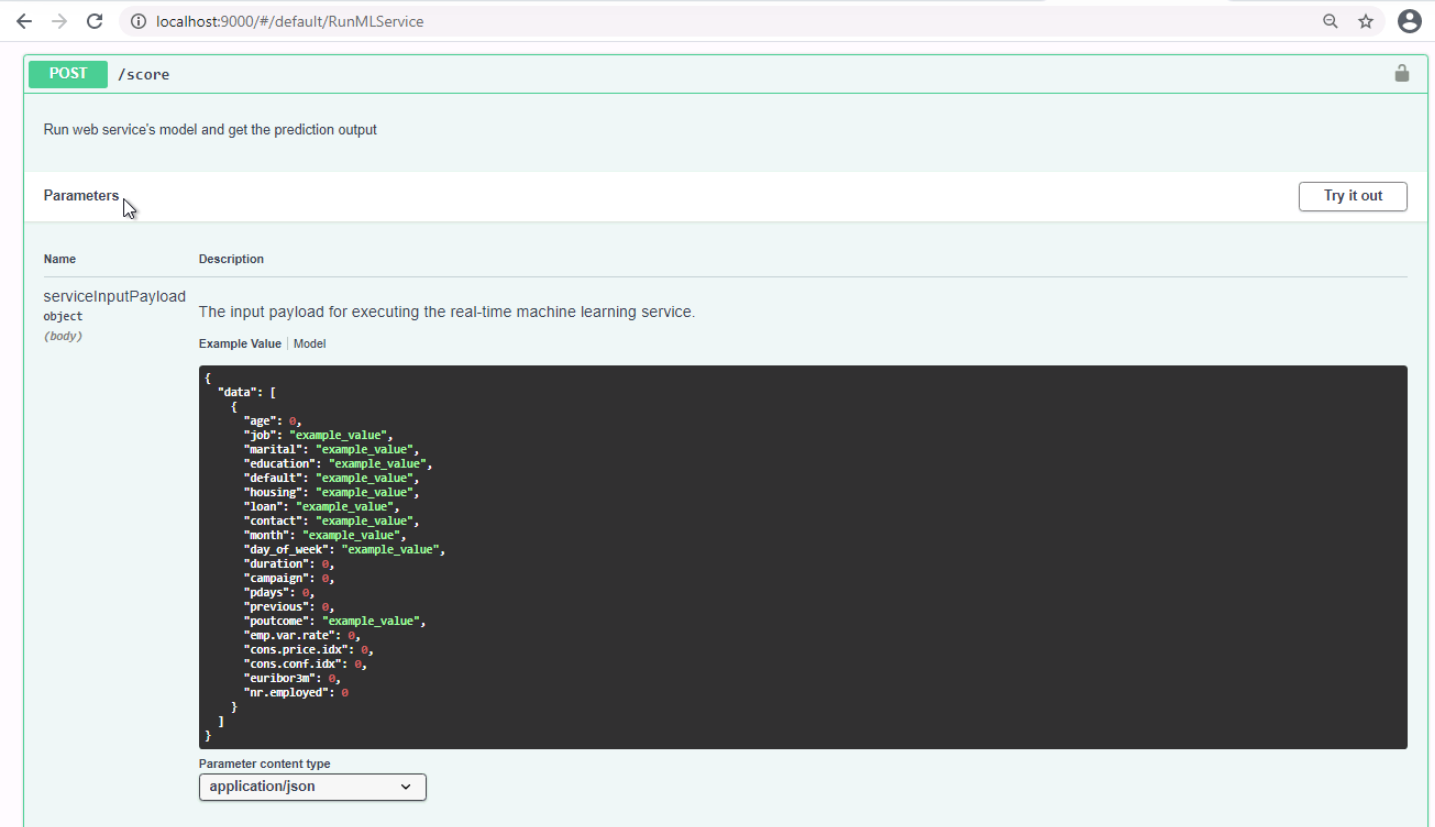 localhost:9000/#/default/RunMLService
POST /score
Run web service's model and get the prediction output
Parameters Try it out
Name Description
serviceInputPayload
object
(body)
The input payload for executing the real-time machine learning service.
Example Value Model
{
"data": [
{
"age": 0,
"job": "example_value",
"marital": "example_value",
"education": "example_value",
"default": "example_value",
"housing": "example_value",
"loan": "example_value",
"contact": "example_value",
"month": "example_value",
"day_of_week": "example_value",
"duration": 0,
"campaign": 0,
"pdays": 0,
"previous": 0,
"poutcome": "example_value",
"emp.var.rate": 0,
"cons.price.idx": 0,
"cons.conf.idx": 0,
"euribor3m": 0,
"nr.employed": 0
}
]
}
Parameter content type
application/json